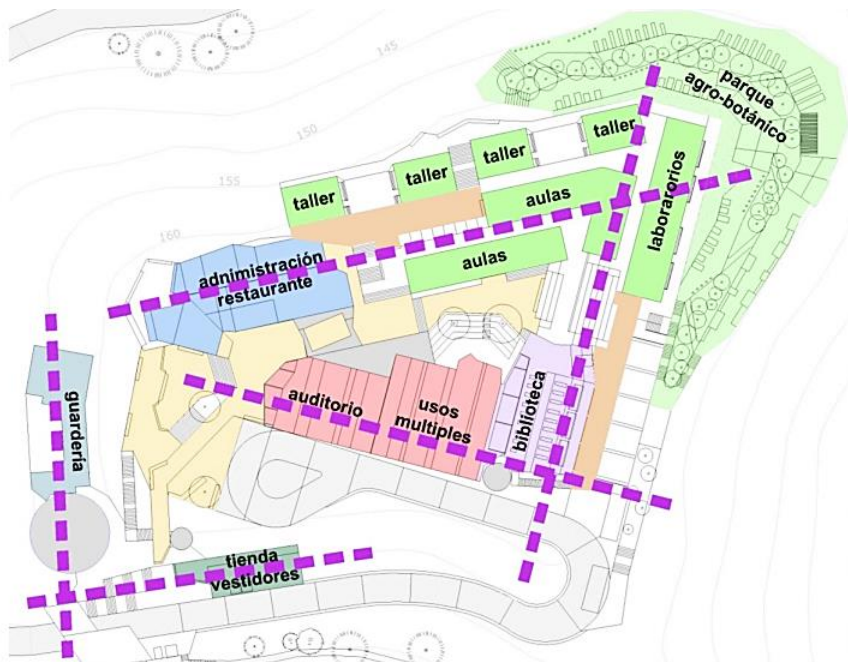 145
parque
agro-botánico
150
taller
taller
taller
taller
155
aulas
laborarorios
160
adnimistración
restaurante
aulas
guardería
auditorio
usos
multiples
biblioteca
tienda
vestidores